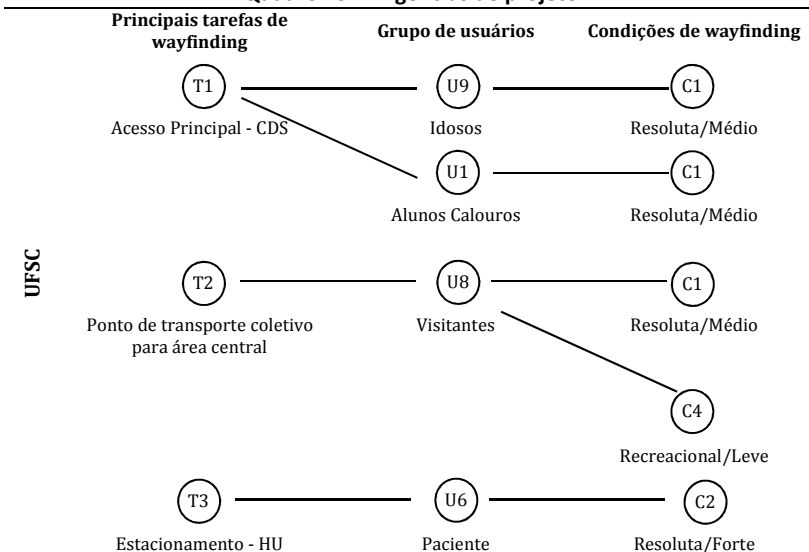 Principais tarefas de
wayfinding
Grupo de usuários
Condições de wayfinding
UFSC
T1
U9
C1
Acesso Principal - CDS
Idosos
Resoluta/Médio
U1
C1
Alunos Calouros
Resoluta/Médio
T2
U8
C1
Ponto de transporte coletivo
para área central
Visitantes
Resoluta/Médio
C4
Recreacional/Leve
T3
U6
C2
Estacionamento - HU
Paciente
Resoluta/Forte